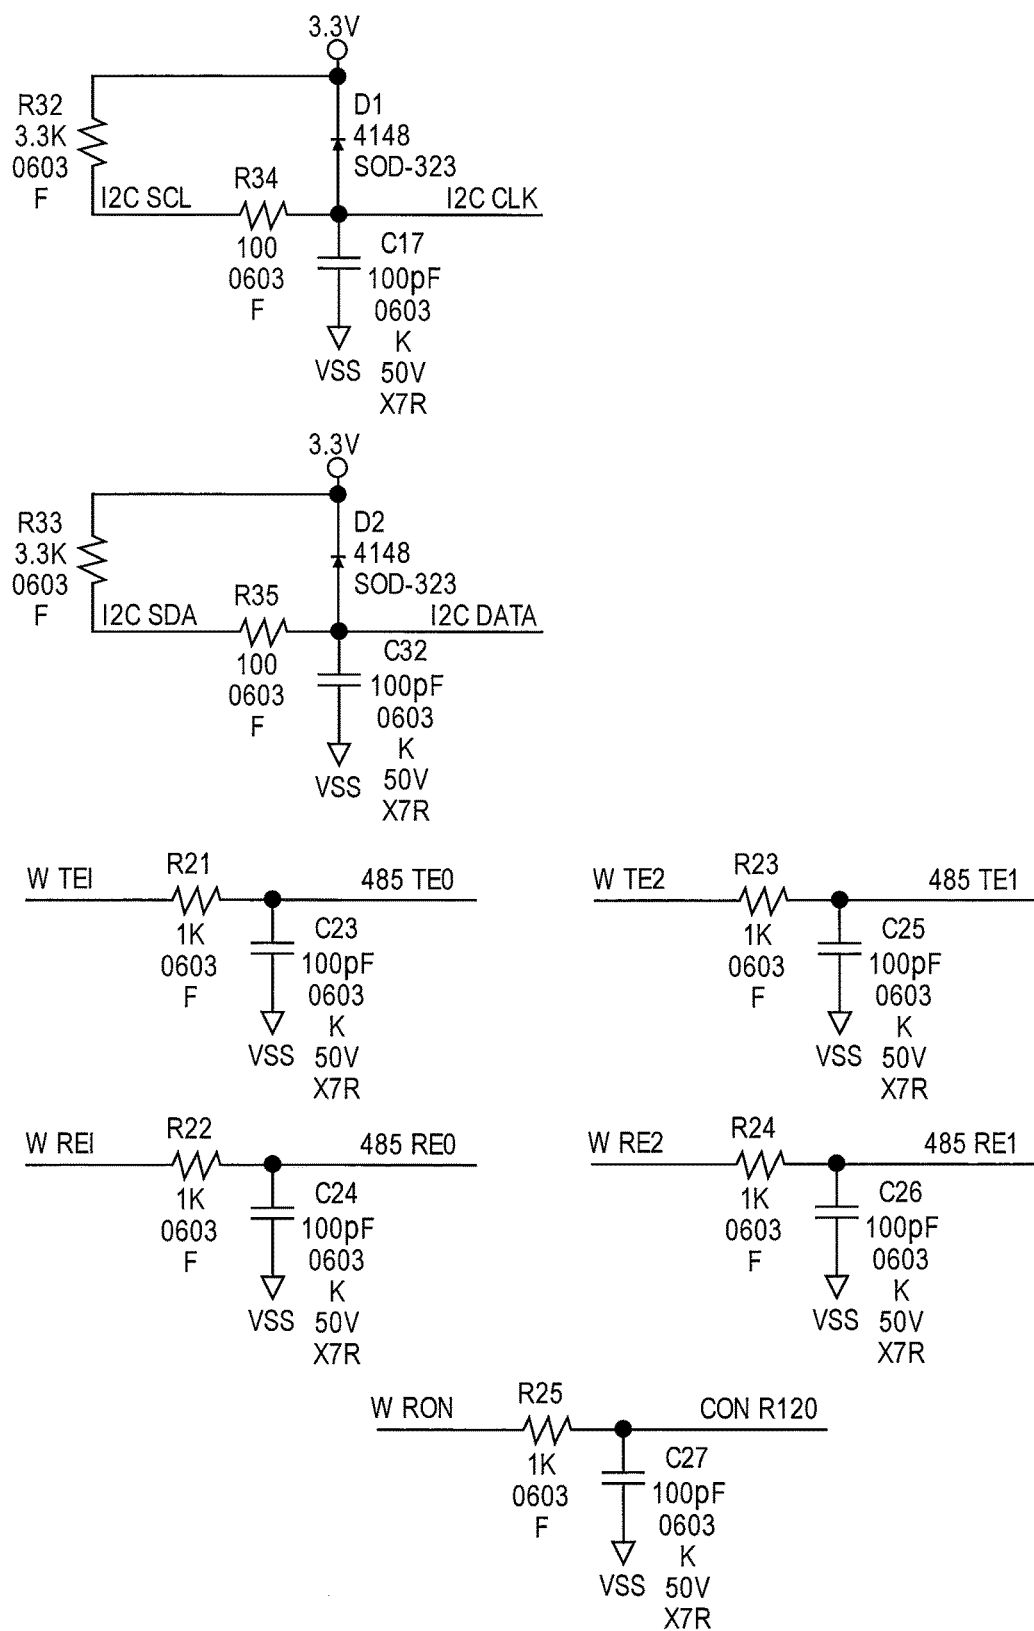 3.3V
R32
3.3K
0603
F
D1
4148
SOD-323
I2C SCL
R34
100
0603
F
I2C CLK
C17
100pF
0603
K
50V
X7R
VSS
3.3V
R33
3.3K
0603
F
D2
4148
SOD-323
I2C SDA
R35
100
0603
F
I2C DATA
C32
100pF
0603
K
50V
X7R
VSS
W TEI
R21
1K
0603
F
485 TE0
C23
100pF
0603
K
50V
X7R
VSS
W TE2
R23
1K
0603
F
485 TE1
C25
100pF
0603
K
50V
X7R
VSS
W REI
R22
1K
0603
F
485 RE0
C24
100pF
0603
K
50V
X7R
VSS
W RE2
R24
1K
0603
F
485 RE1
C26
100pF
0603
K
50V
X7R
VSS
W RON
R25
1K
0603
F
CON R120
C27
100pF
0603
K
50V
X7R
VSS